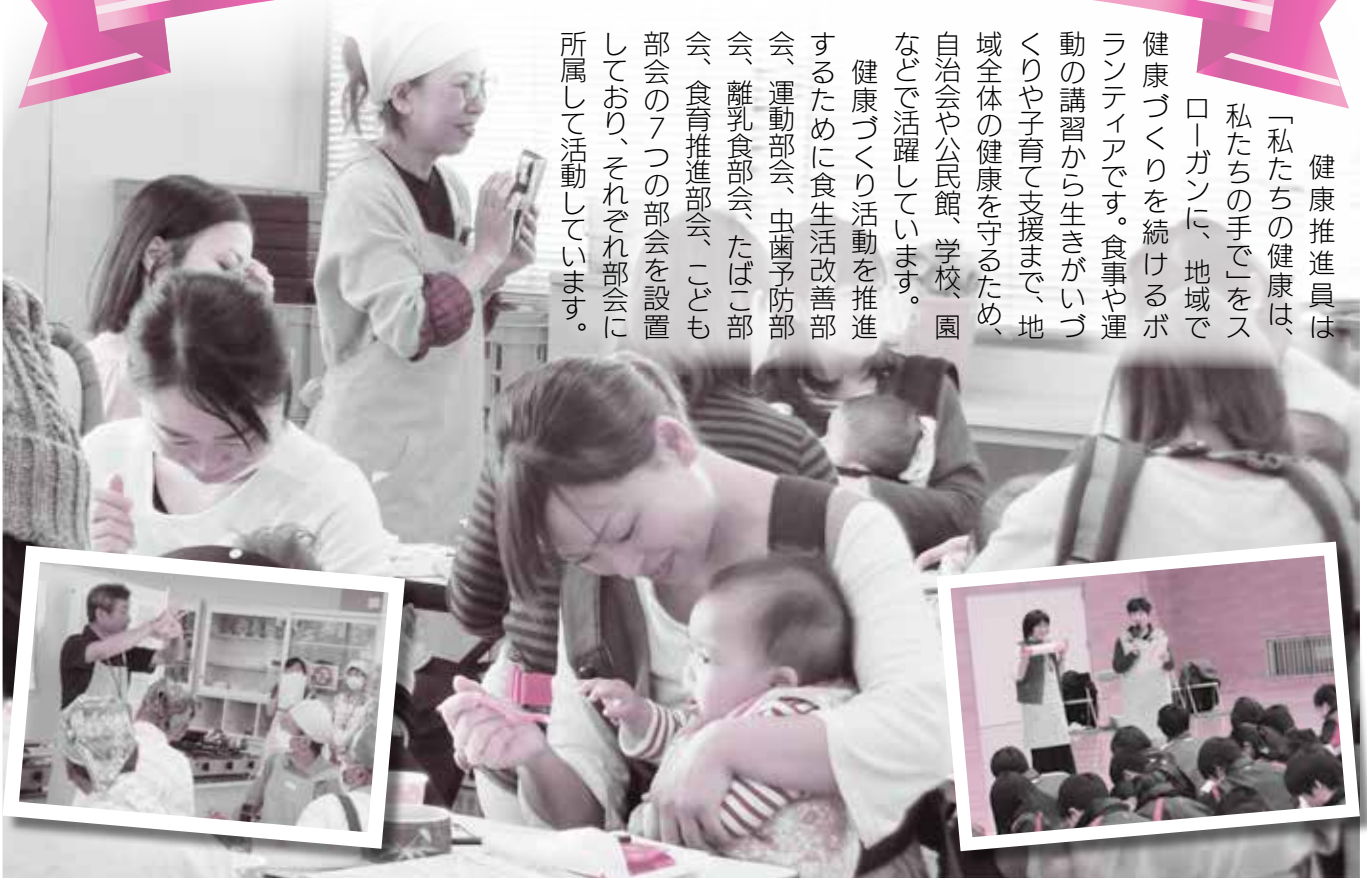 健康推進員は
「私たちの健康は、
私たちの手で」をス
ローガンに、地域で
健康づくりを続けるボ
ランティアです。食事や運
動の講習から生きがいづ
くりや子育て支援まで、地
域全体の健康を守るため、
自治会や公民館、学校、園
などで活躍しています。
健康づくり活動を推進
するために食生活改善部
会、運動部会、虫歯予防部
会、離乳食部会、たばこ部
会、食育推進部会、こども
部会の7つの部会を設置
しており、それぞれ部会に
所属して活動しています。